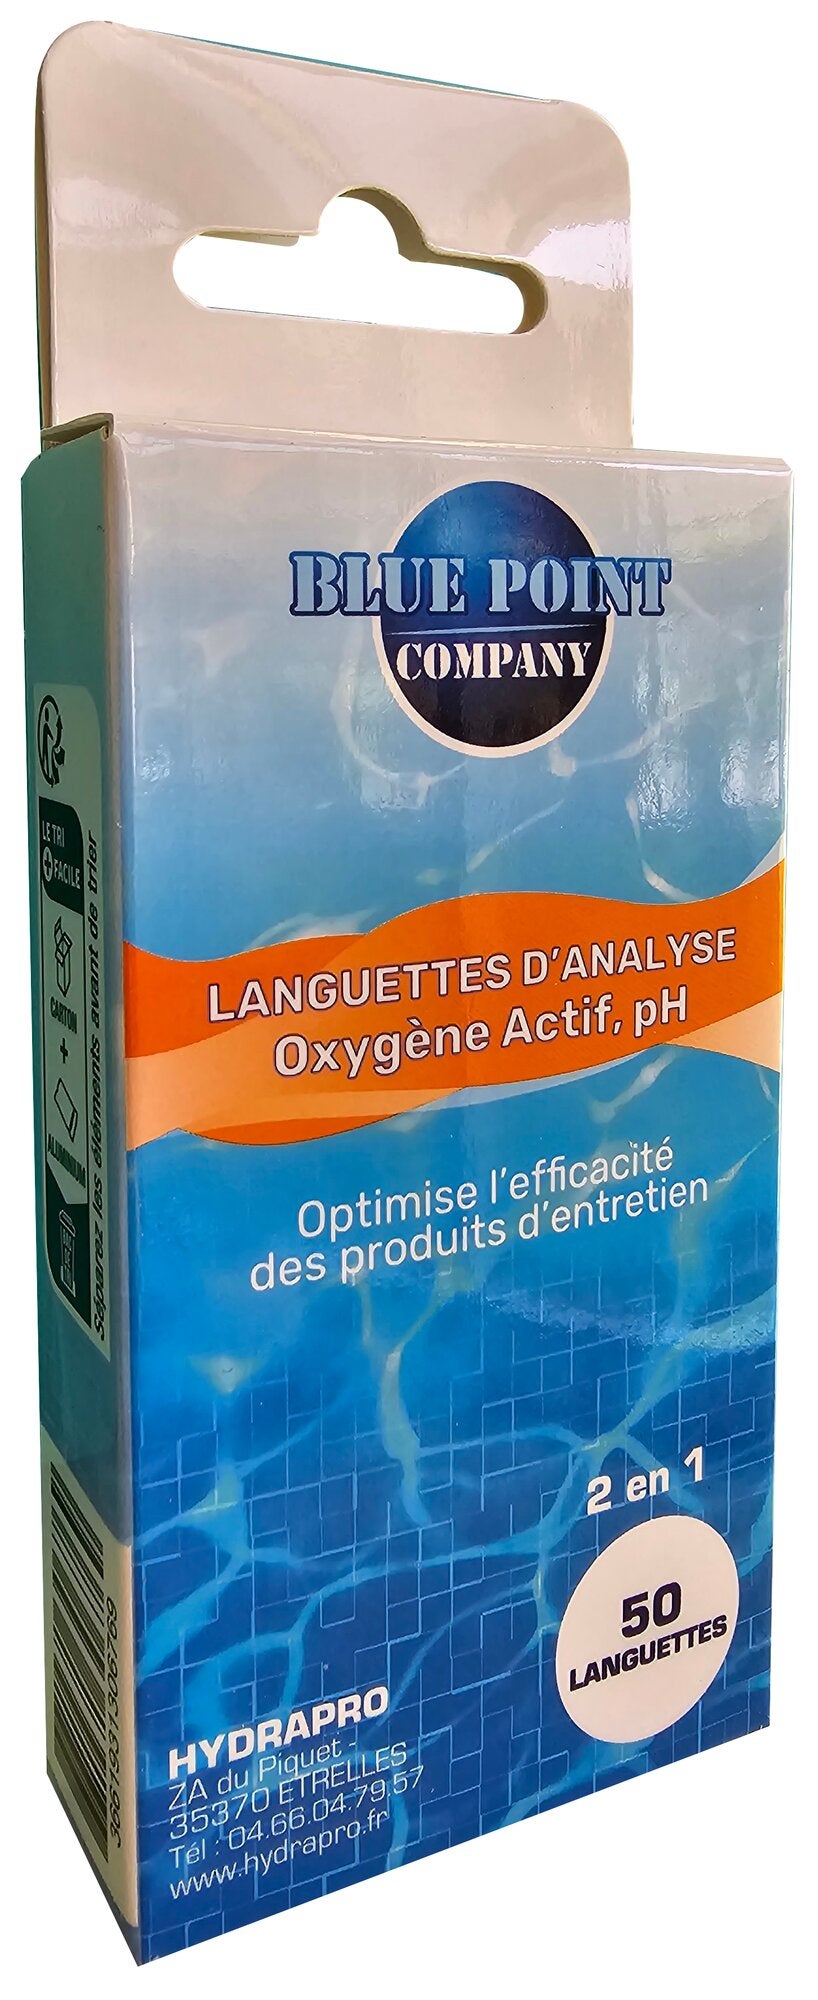 BLUE POINT
COMPANY
LANGUETTES D'ANALYSE
Oxygène Actif, pH
Optimise l'efficacité
des produits d'entretien
2 en 1
50
LANGUETTES
HYDRAPRO
ZA du Piquet -
35370 ETRELLES
Tél : 04.66.04.79.57
www.hydrapro.fr
LE TRI
+ FACILE
CARTON
+
ALUMINIUM
Séparez les éléments avant de trier